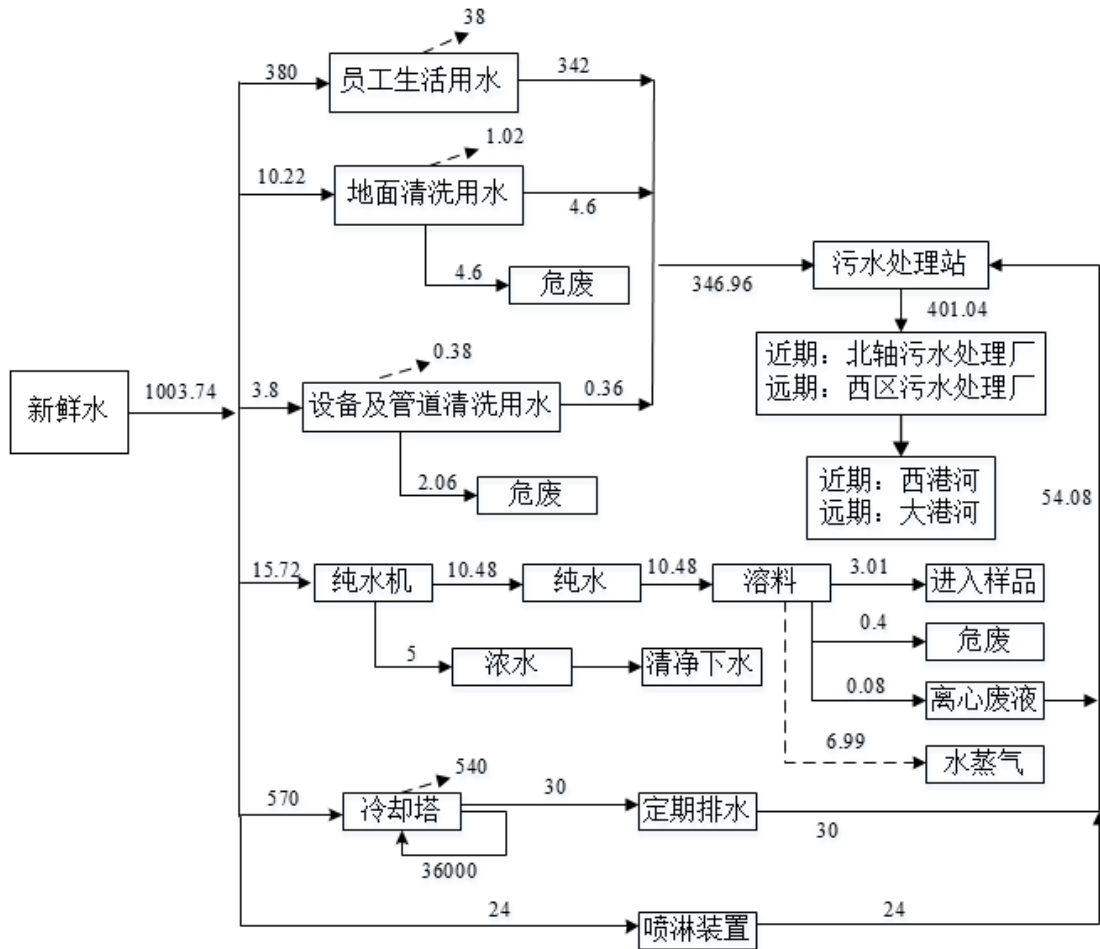 38
380
员工生活用水
342
1.02
10.22
地面清洗用水
4.6
4.6
危废
346.96
污水处理站
401.04
近期：北轴污水处理厂
远期：西区污水处理厂
0.38
新鲜水
1003.74
3.8
设备及管道清洗用水
0.36
2.06
危废
近期：西港河
远期：大港河
54.08
15.72
纯水机
10.48
纯水
10.48
溶料
3.01
进入样品
0.4
危废
5
浓水
清净下水
0.08
离心废液
6.99
水蒸气
540
570
冷却塔
30
定期排水
30
36000
24
喷淋装置
24